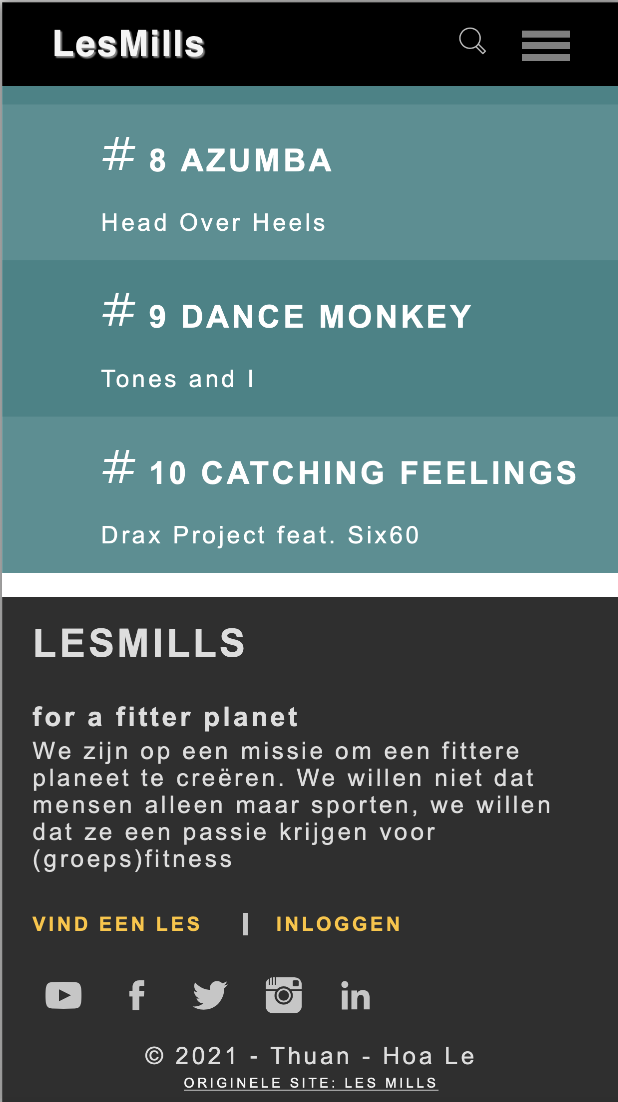 LesMills
# 8 AZUMBA
Head Over Heels
# 9 DANCE MONKEY
Tones and I
# 10 CATCHING FEELINGS
Drax Project feat. Six60
LESMILLS
for a fitter planet
We zijn op een missie om een fittere
planeet te creëren. We willen niet dat
mensen alleen maar sporten, we willen
dat ze een passie krijgen voor
(groeps)fitness
VIND EEN LES | INLOGGEN
© 2021 - Thuan - Hoa Le
ORIGINELE SITE: LES MILLS